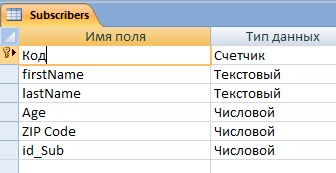 Subscribers
Имя поля Тип данных
Код Счетчик
firstName Текстовый
lastName Текстовый
Age Числовой
ZIP Code Числовой
id_Sub Числовой